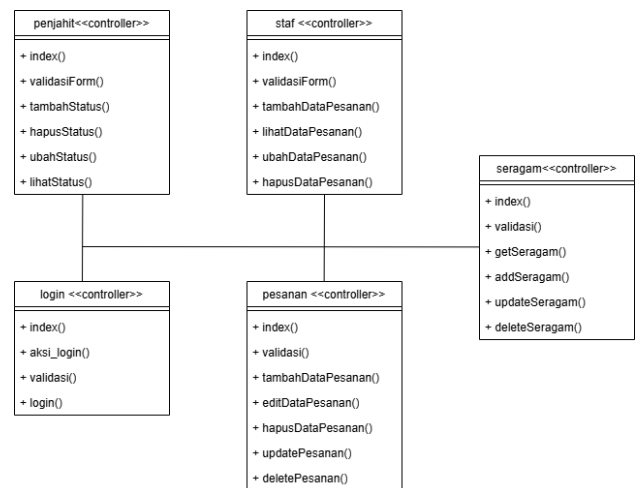 penjahit<<controller>>
+ index()
+ validasiForm()
+ tambahStatus()
+ hapusStatus()
+ ubahStatus()
+ lihatStatus()
staf <<controller>>
+ index()
+ validasiForm()
+ tambahDataPesanan()
+ lihatDataPesanan()
+ ubahDataPesanan()
+ hapusDataPesanan()
seragam<<controller>>
+ index()
+ validasi()
+ getSeragam()
+ addSeragam()
+ updateSeragam()
+ deleteSeragam()
login <<controller>>
+ index()
+ aksi_login()
+ validasi()
+ login()
pesanan <<controller>>
+ index()
+ validasi()
+ tambahDataPesanan()
+ editDataPesanan()
+ hapusDataPesanan()
+ updatePesanan()
+ deletePesanan()